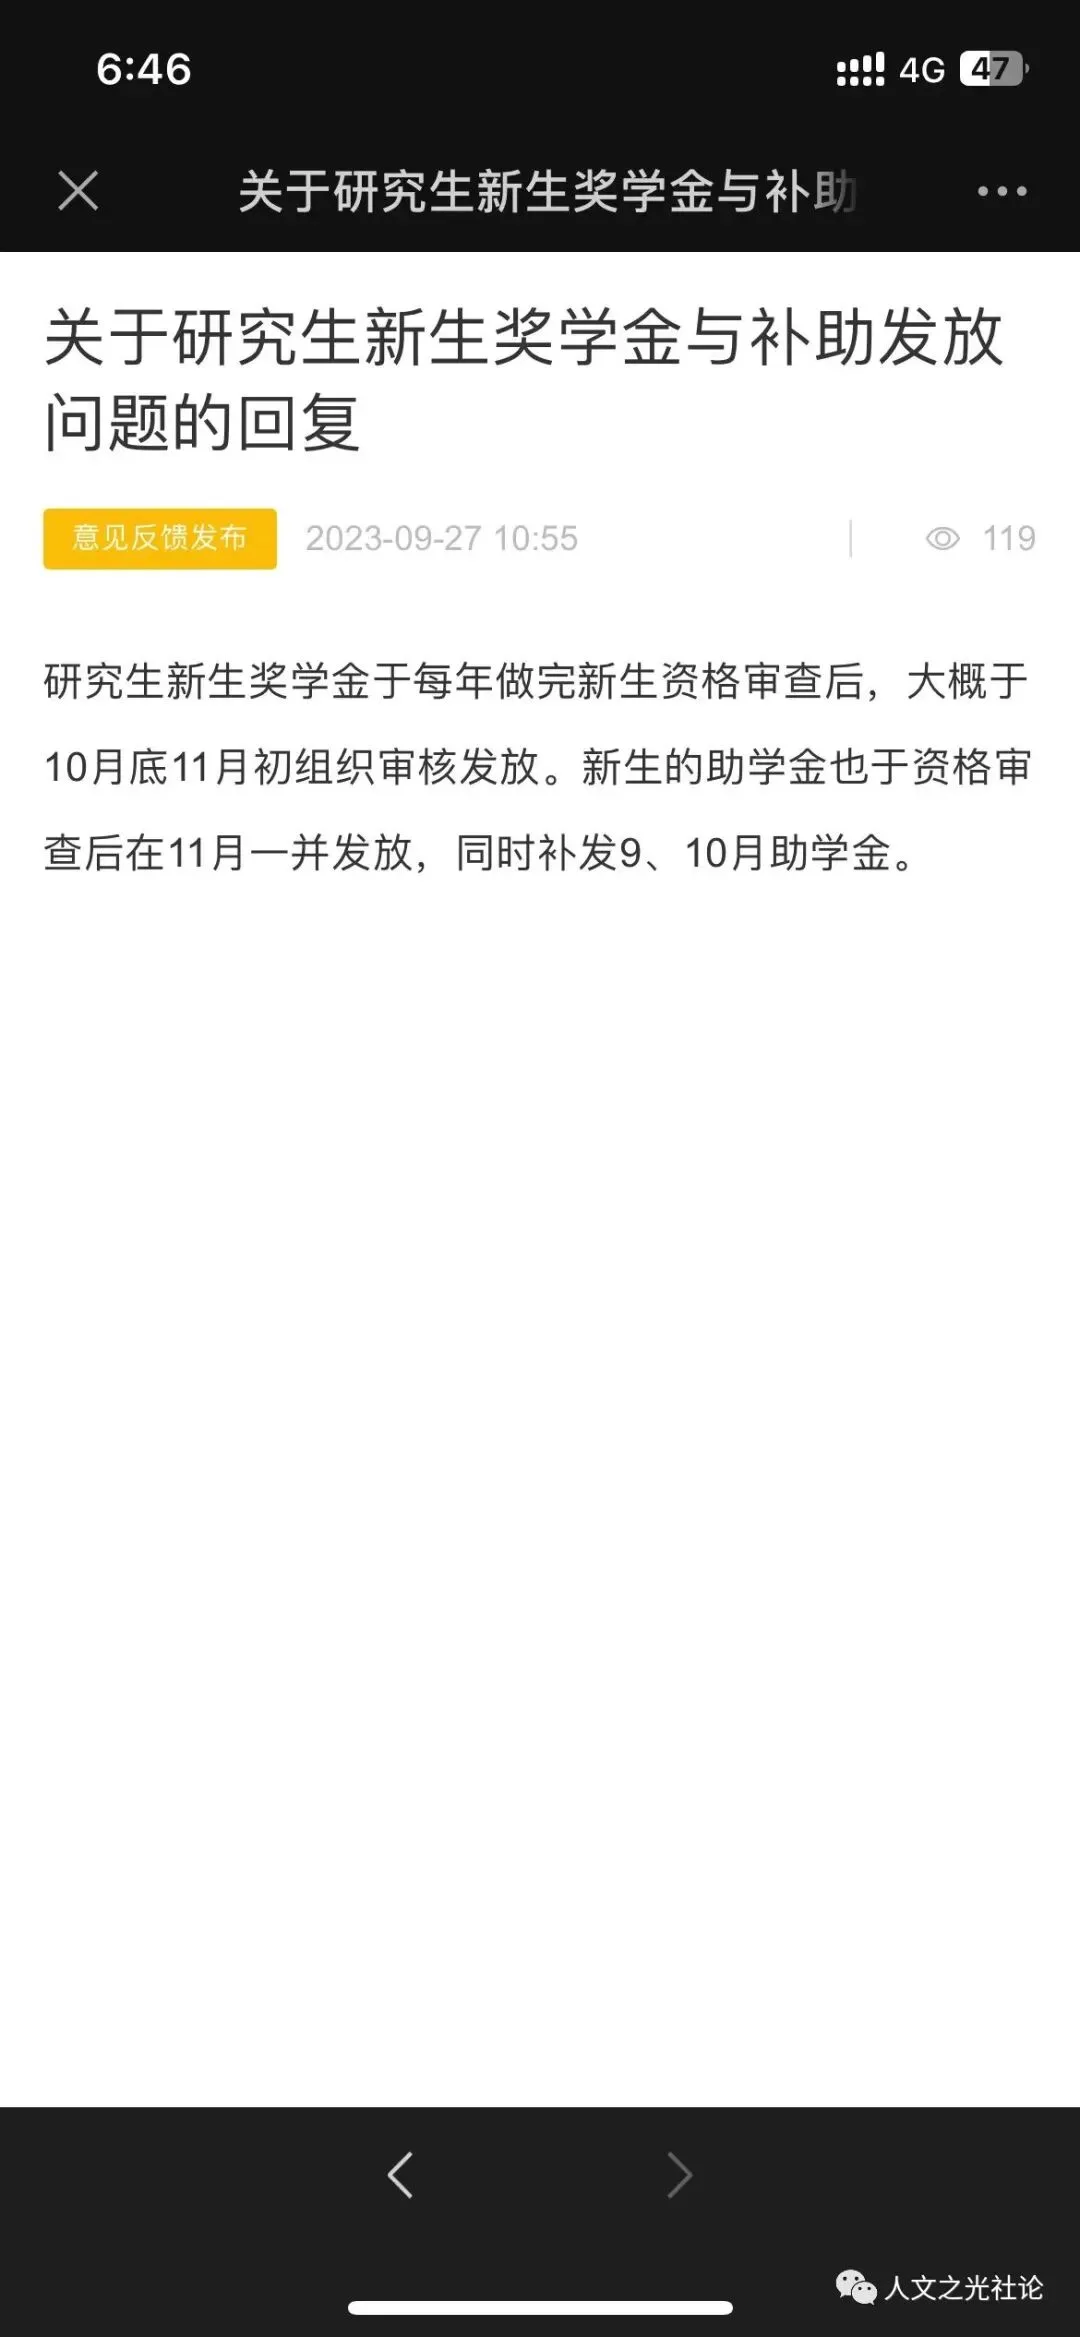 6:46
4G 47
关于研究生新生奖学金与补助
关于研究生新生奖学金与补助发放
问题的回复
意见反馈发布 2023-09-27 10:55 119
研究生新生奖学金于每年做完新生资格审查后，大概于
10月底11月初组织审核发放。新生的助学金也于资格审
查后在11月一并发放，同时补发9、10月助学金。
人文之光社论